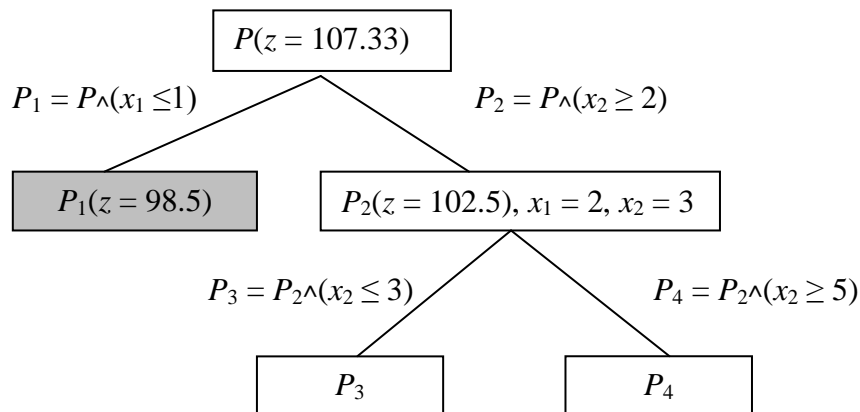 P(z = 107.33)
P₁ = P∧(x₁ ≤1)
P₂ = P∧(x₂ ≥ 2)
P₁(z = 98.5)
P₂(z = 102.5), x₁ = 2, x₂ = 3
P₃ = P₂∧(x₂ ≤ 3)
P₄ = P₂∧(x₂ ≥ 5)
P₃
P₄